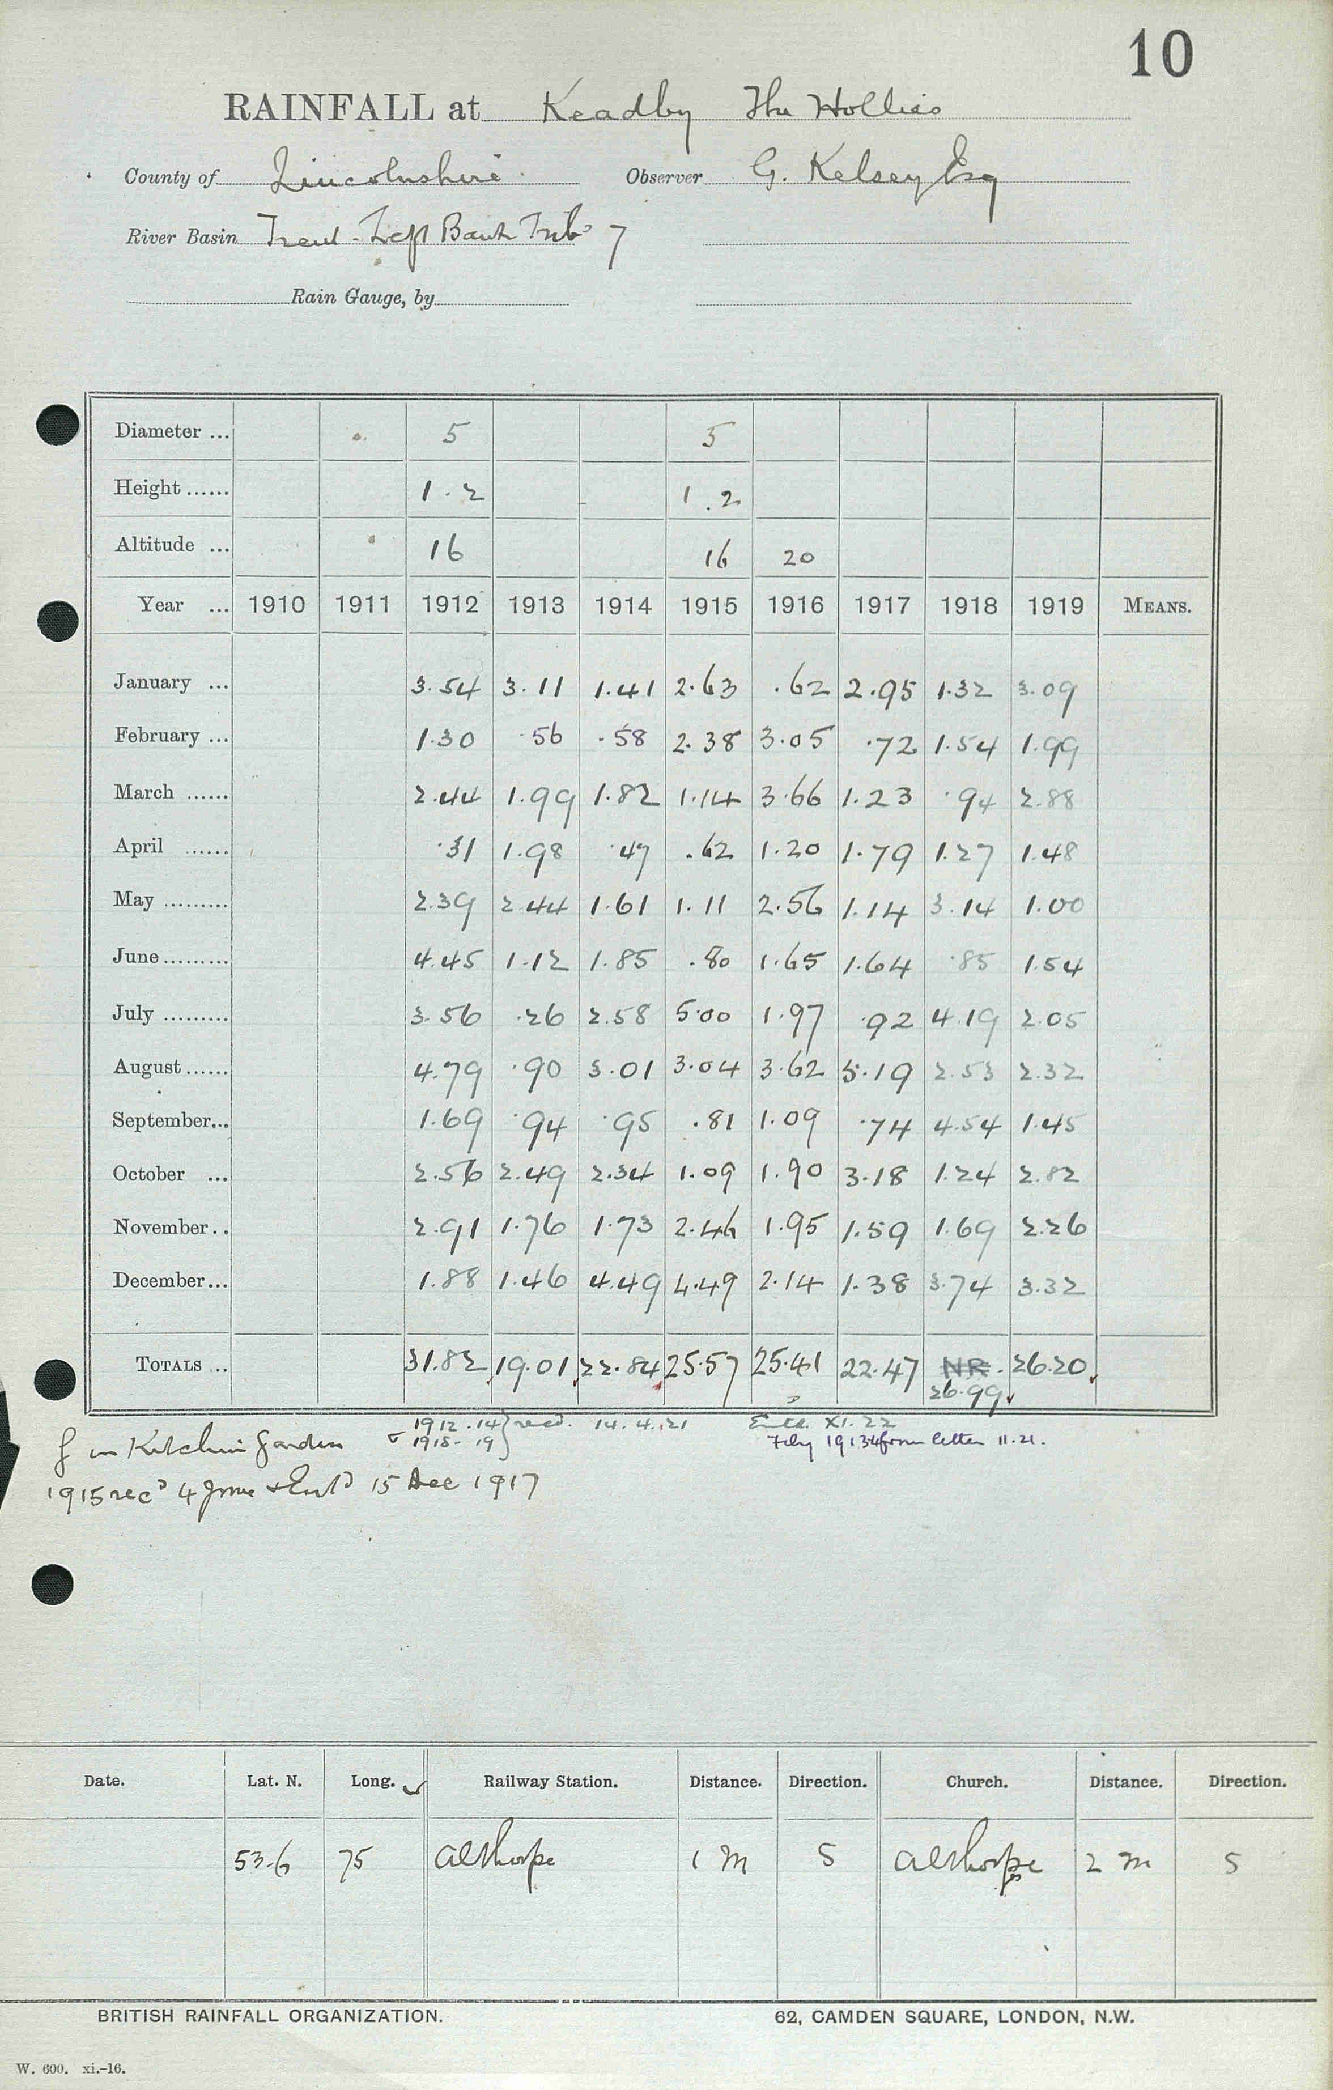 10
RAINFALL at Keadby The Hollies
County of Lincolnshire Observer G. Kelsey Esq
River Basin Trent - Left Bank Trib 7
Rain Gauge, by
Diameter ... 5 5
Height ...... 1.2 1.2
Altitude ... 16 16 20
Year ... 1910 1911 1912 1913 1914 1915 1916 1917 1918 1919 MEANS.
January ... 3.54 3.11 1.41 2.63 .62 2.95 1.32 3.09
February ... 1.30 .56 .58 2.38 3.05 .72 1.54 1.99
March ...... 2.44 1.99 1.82 1.14 3.66 1.23 .94 2.88
April ...... .31 1.98 .47 .62 1.20 1.79 1.27 1.48
May ......... 2.39 2.44 1.61 1.11 2.56 1.14 3.14 1.00
June ......... 4.45 1.12 1.85 .80 1.65 1.64 .85 1.54
July ......... 3.56 .26 2.58 5.00 1.97 .92 4.19 2.05
August ...... 4.79 .90 3.01 3.04 3.62 5.19 2.53 2.32
September... 1.69 .94 .95 .81 1.09 .74 4.54 1.45
October ... 2.56 2.49 2.34 1.09 1.90 3.18 1.24 2.82
November .. 2.91 1.76 1.73 2.46 1.95 1.59 1.69 2.26
December... 1.88 1.46 4.49 4.49 2.14 1.38 3.74 3.32
TOTALS .. 31.82 19.01 22.84 25.57 25.41 22.47 NR. 26.20
26.99
1912-14 } recd. 14.4.21 Entd. XI.22
g in Kitchen Garden 1918-19 } Feby 1913 & 4 from letter 11.21.
1915 recd 4 June & Entd 15 Dec 1917
Date. Lat. N. Long. Railway Station. Distance. Direction. Church. Distance. Direction.
53.6 75 Althorpe 1 m S Althorpe 2 m S
BRITISH RAINFALL ORGANIZATION. 62, CAMDEN SQUARE, LONDON, N.W.
W. 600. xi.-16.